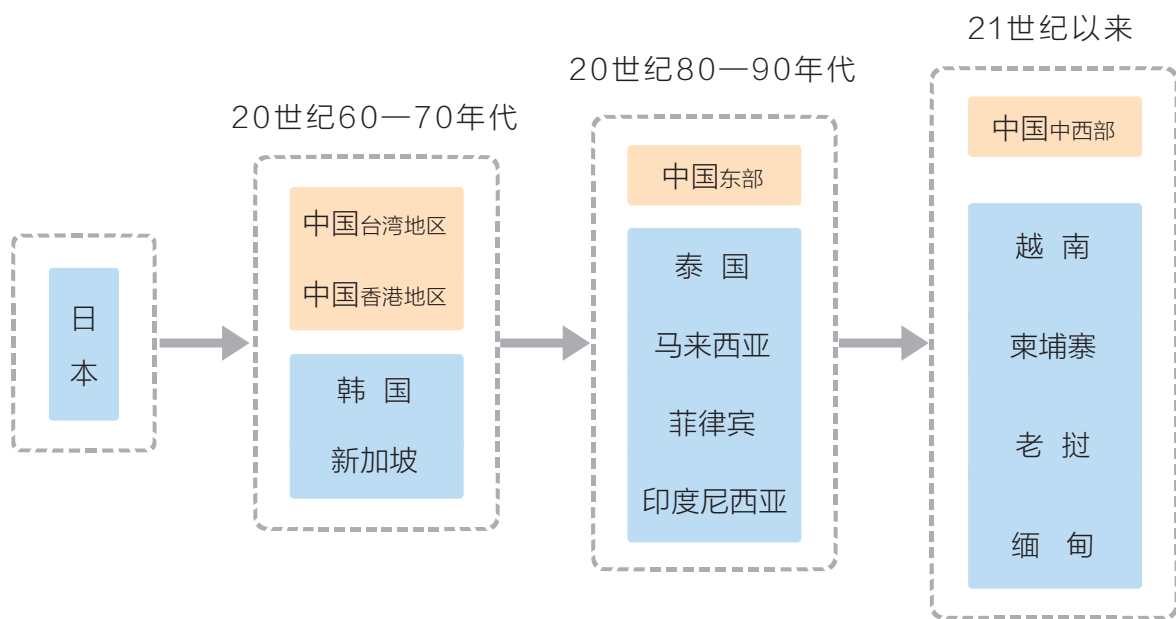 日
本
20世纪60—70年代
中国台湾地区
中国香港地区
韩 国
新加坡
20世纪80—90年代
中国东部
泰 国
马来西亚
菲律宾
印度尼西亚
21世纪以来
中国中西部
越 南
柬埔寨
老 挝
缅 甸